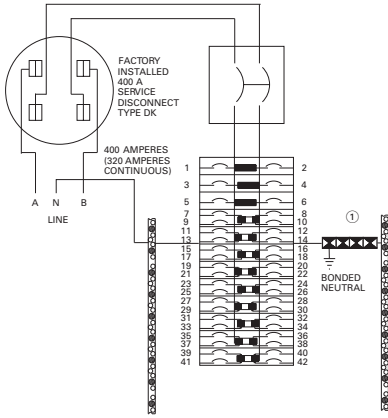 FACTORY
INSTALLED
400 A
SERVICE
DISCONNECT
TYPE DK
400 AMPERES
(320 AMPERES
CONTINUOUS)
A N B
LINE
1 2
3 4
5 6
7 8
9 10
11 12
13 14
15 16
17 18
19 20
21 22
23 24
25 26
27 28
29 30
31 32
33 34
35 36
37 38
39 40
41 42
1
BONDED
NEUTRAL